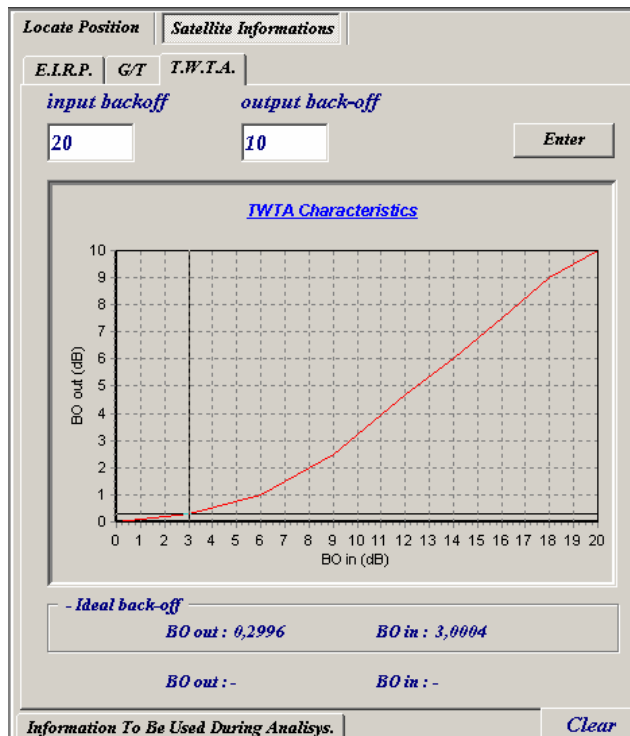 Locate Position Satellite Informations
E.I.R.P. G/T T.W.T.A.
input backoff output back-off
20 10 Enter
TWTA Characteristics
10
9
8
7
6
5
4
3
2
1
0
BO out (dB)
0 1 2 3 4 5 6 7 8 9 10 11 12 13 14 15 16 17 18 19 20
BO in (dB)
- Ideal back-off
BO out : 0,2996 BO in : 3,0004
BO out : - BO in : -
Information To Be Used During Analisys. Clear